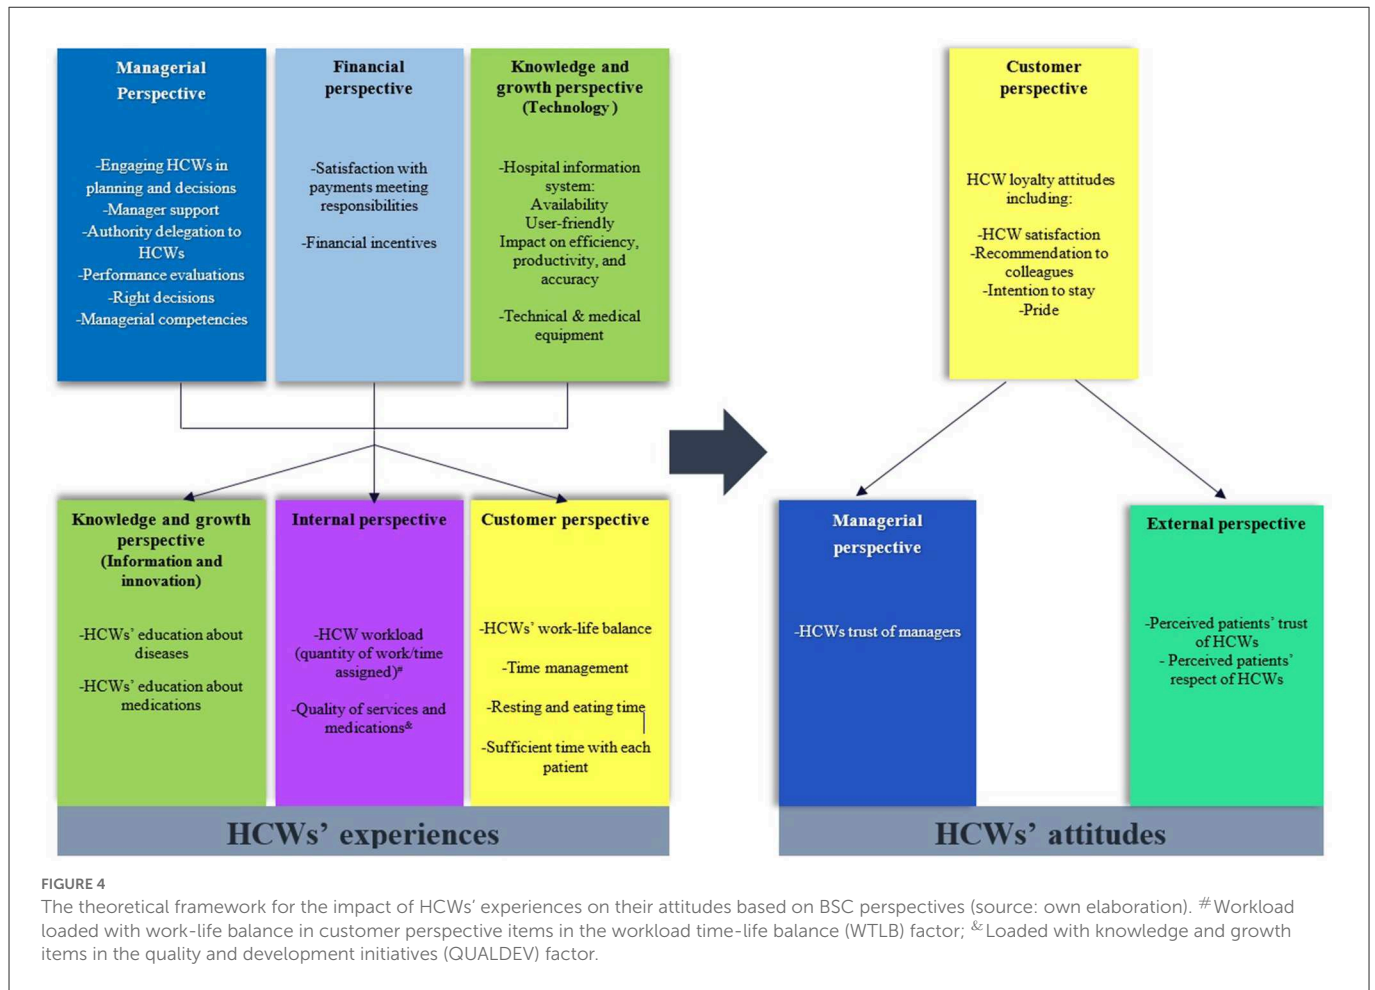 Managerial
Perspective
-Engaging HCWs in
planning and decisions
-Manager support
-Authority delegation to
HCWs
-Performance evaluations
-Right decisions
-Managerial competencies
Financial
perspective
-Satisfaction with
payments meeting
responsibilities
-Financial incentives
Knowledge and
growth perspective
(Technology)
-Hospital information
system:
Availability
User-friendly
Impact on efficiency,
productivity, and
accuracy
-Technical & medical
equipment
Customer
perspective
HCW loyalty attitudes
including:
-HCW satisfaction
-Recommendation to
colleagues
-Intention to stay
-Pride
Knowledge and growth
perspective
(Information and
innovation)
-HCWs' education about
diseases
-HCWs' education about
medications
Internal perspective
-HCW workload
(quantity of work/time
assigned)#
-Quality of services and
medications&
Customer perspective
-HCWs' work-life balance
-Time management
-Resting and eating time
-Sufficient time with each
patient
Managerial
perspective
-HCWs trust of managers
External perspective
-Perceived patients' trust
of HCWs
- Perceived patients'
respect of HCWs
HCWs' experiences
HCWs' attitudes
FIGURE 4
The theoretical framework for the impact of HCWs' experiences on their attitudes based on BSC perspectives (source: own elaboration). #Workload
loaded with work-life balance in customer perspective items in the workload time-life balance (WTLB) factor; &Loaded with knowledge and growth
items in the quality and development initiatives (QUALDEV) factor.